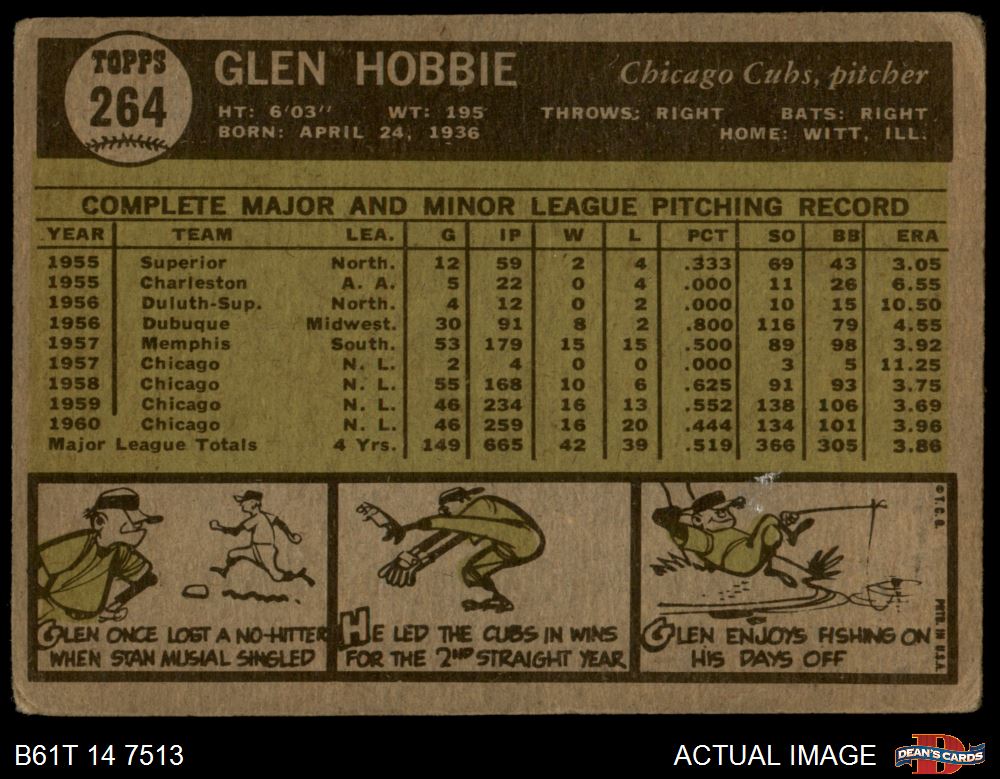 TOPPS
264
GLEN HOBBIE
Chicago Cubs, pitcher
HT: 6'03'' WT: 195 THROWS: RIGHT BATS: RIGHT
BORN: APRIL 24, 1936 HOME: WITT, ILL.
COMPLETE MAJOR AND MINOR LEAGUE PITCHING RECORD
YEAR TEAM LEA. G IP W L PCT SO BB ERA
1955 Superior North. 12 59 2 4 .333 69 43 3.05
1955 Charleston A. A. 5 22 0 4 .000 11 26 6.55
1956 Duluth-Sup. North. 4 12 0 2 .000 10 15 10.50
1956 Dubuque Midwest. 30 91 8 2 .800 116 79 4.55
1957 Memphis South. 53 179 15 15 .500 89 98 3.92
1957 Chicago N. L. 2 4 0 0 .000 3 5 11.25
1958 Chicago N. L. 55 168 10 6 .625 91 93 3.75
1959 Chicago N. L. 46 234 16 13 .552 138 106 3.69
1960 Chicago N. L. 46 259 16 20 .444 134 101 3.96
Major League Totals 4 Yrs. 149 665 42 39 .519 366 305 3.86
GLEN ONCE LOST A NO-HITTER
WHEN STAN MUSIAL SINGLED
HE LED THE CUBS IN WINS
FOR THE 2ND STRAIGHT YEAR
GLEN ENJOYS FISHING ON
HIS DAYS OFF
© T. C. G.
PRTD. IN U.S.A.
B61T 14 7513
ACTUAL IMAGE
D
DEAN'S CARDS